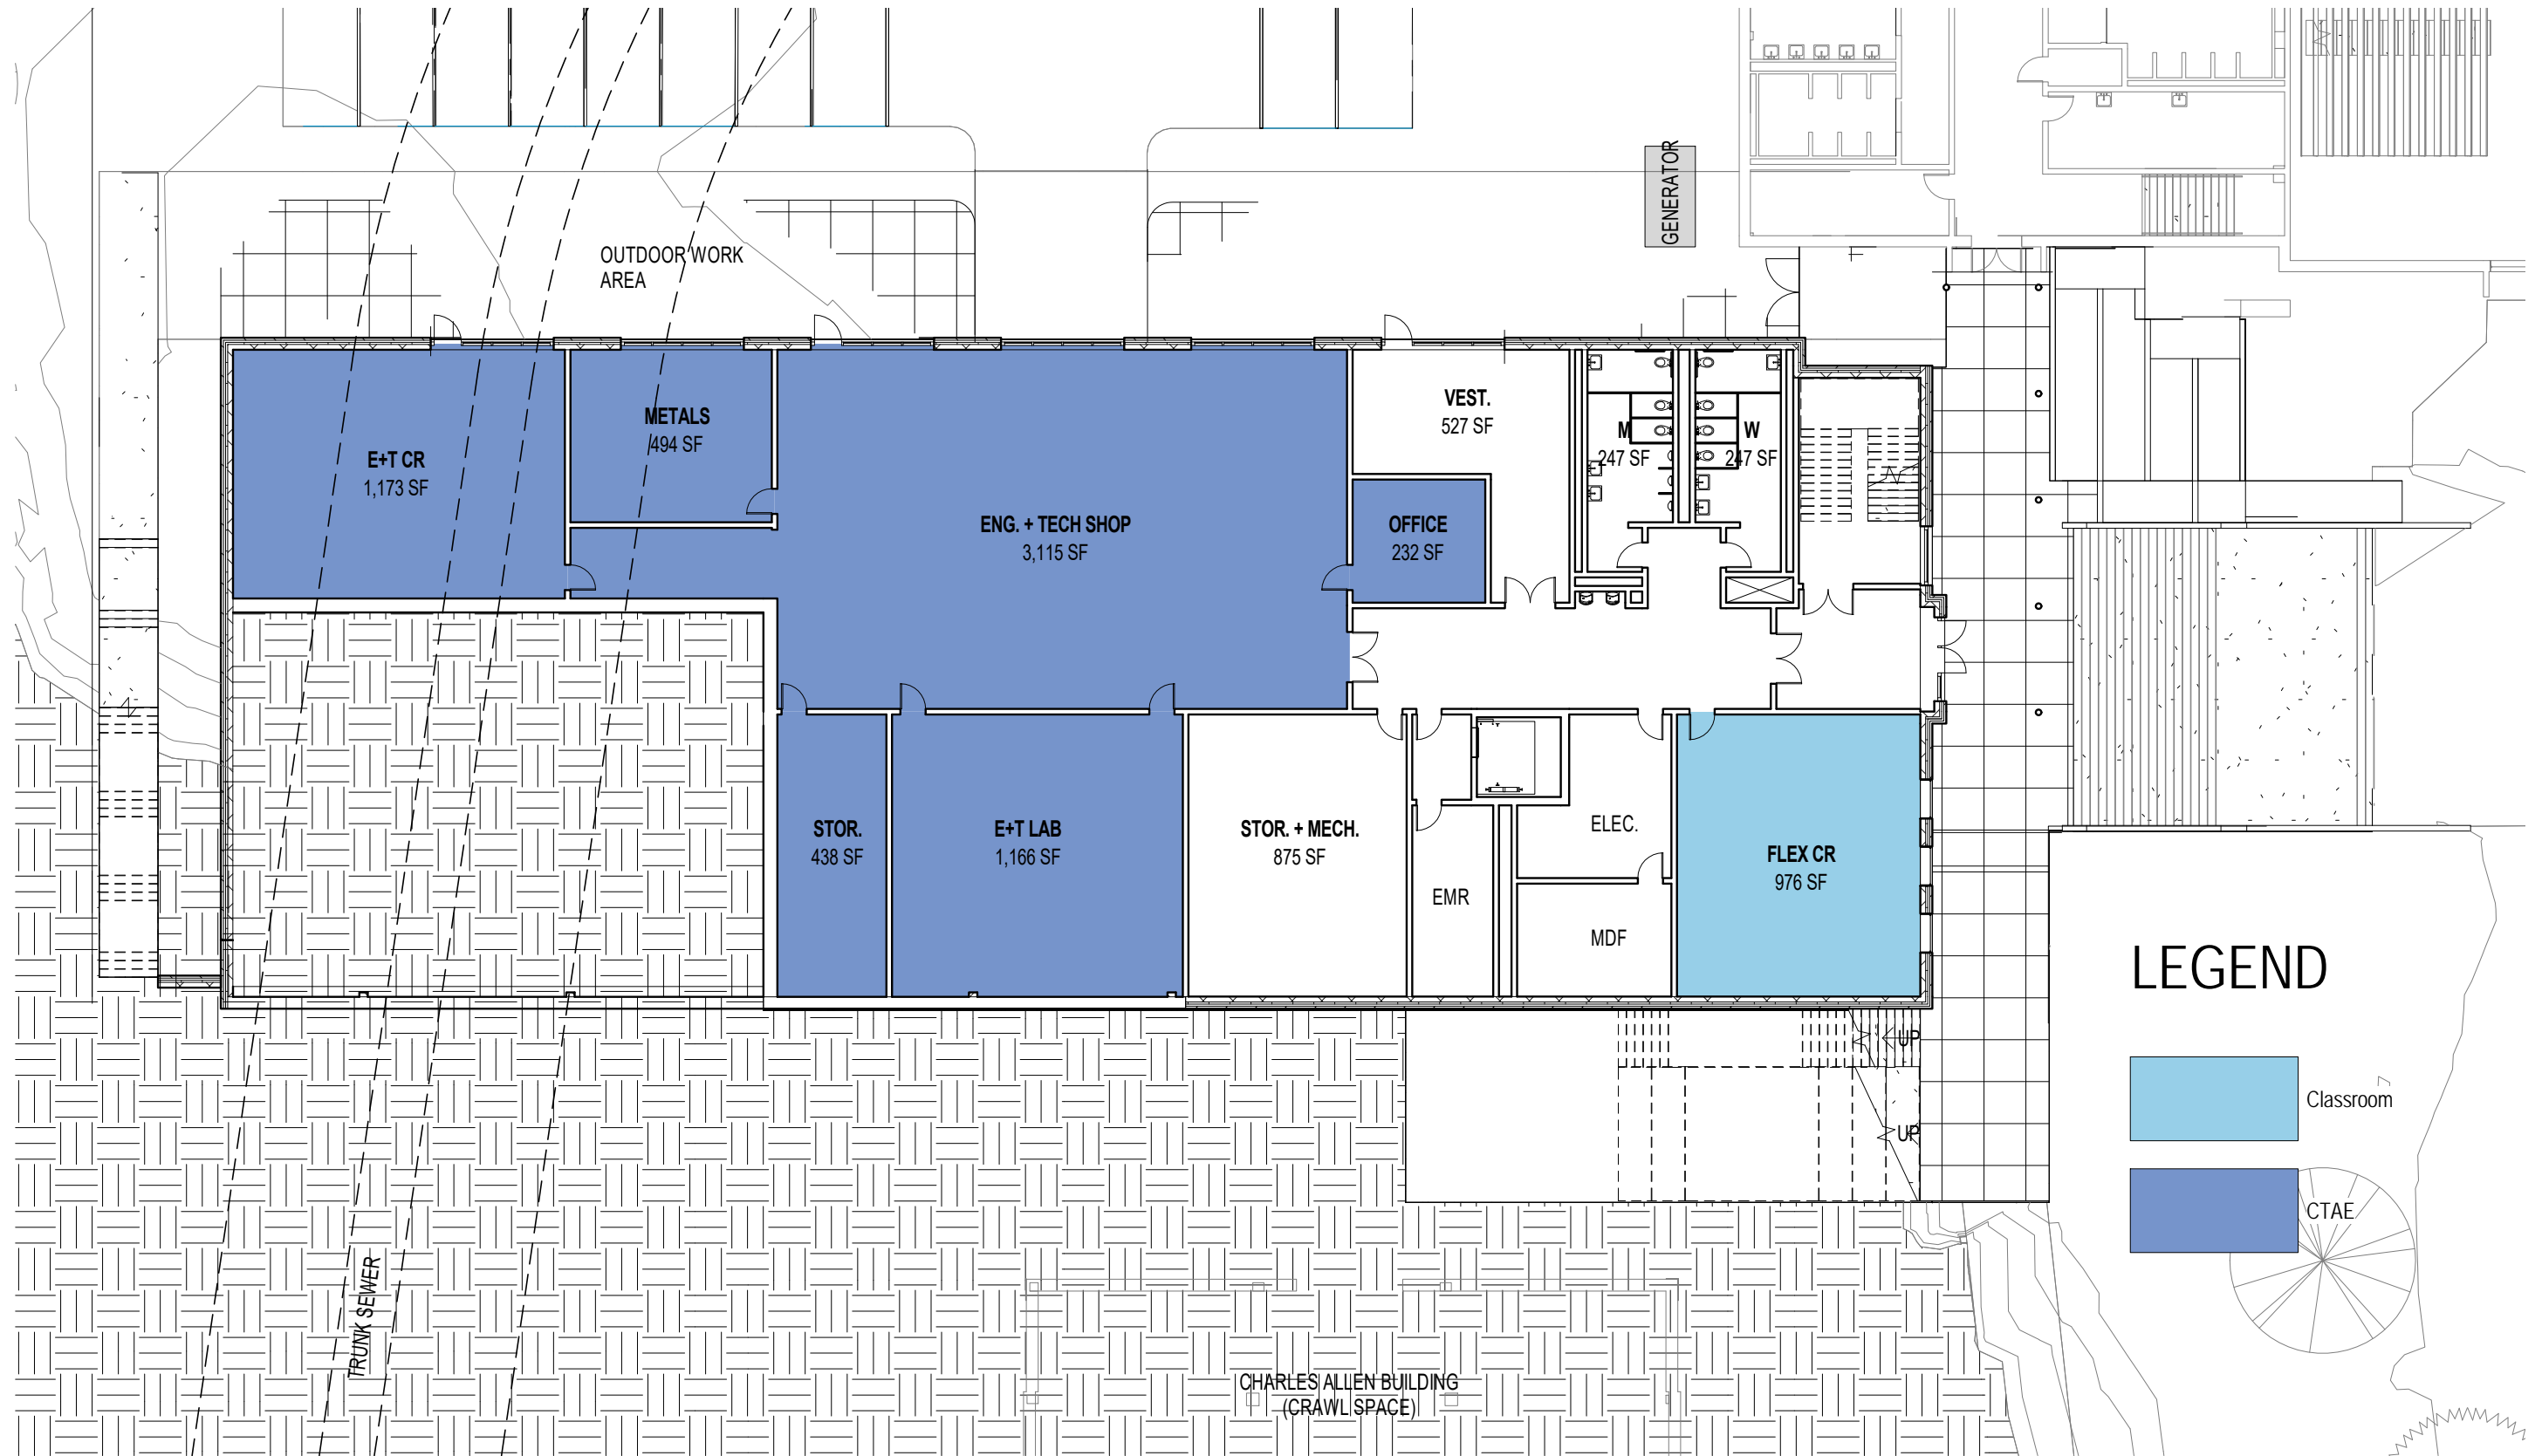 GENERATOR
OUTDOOR WORK
AREA
METALS
494 SF
VEST.
527 SF
M
247 SF
W
247 SF
E+T CR
1,173 SF
ENG. + TECH SHOP
3,115 SF
OFFICE
232 SF
STOR.
438 SF
E+T LAB
1,166 SF
STOR. + MECH.
875 SF
ELEC.
FLEX CR
976 SF
EMR
MDF
LEGEND
UP
Classroom
UP
CTAE
TRUNK SEWER
CHARLES ALLEN BUILDING
(CRAWL SPACE)